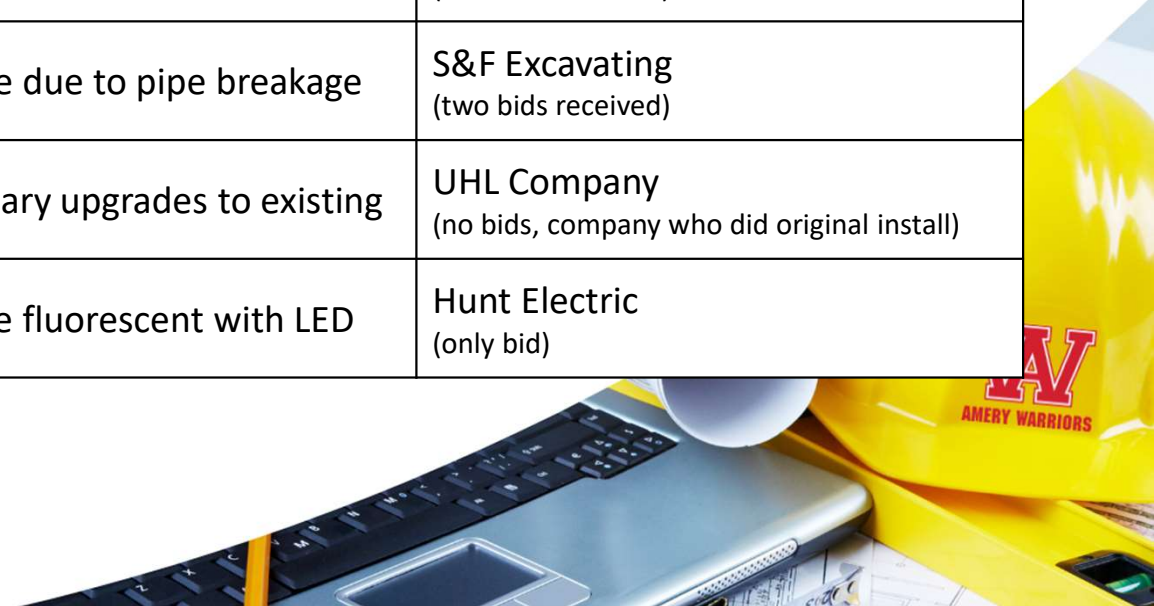 e due to pipe breakage
S&F Excavating
(two bids received)
ary upgrades to existing
UHL Company
(no bids, company who did original install)
e fluorescent with LED
Hunt Electric
(only bid)
AMERY WARRIORS